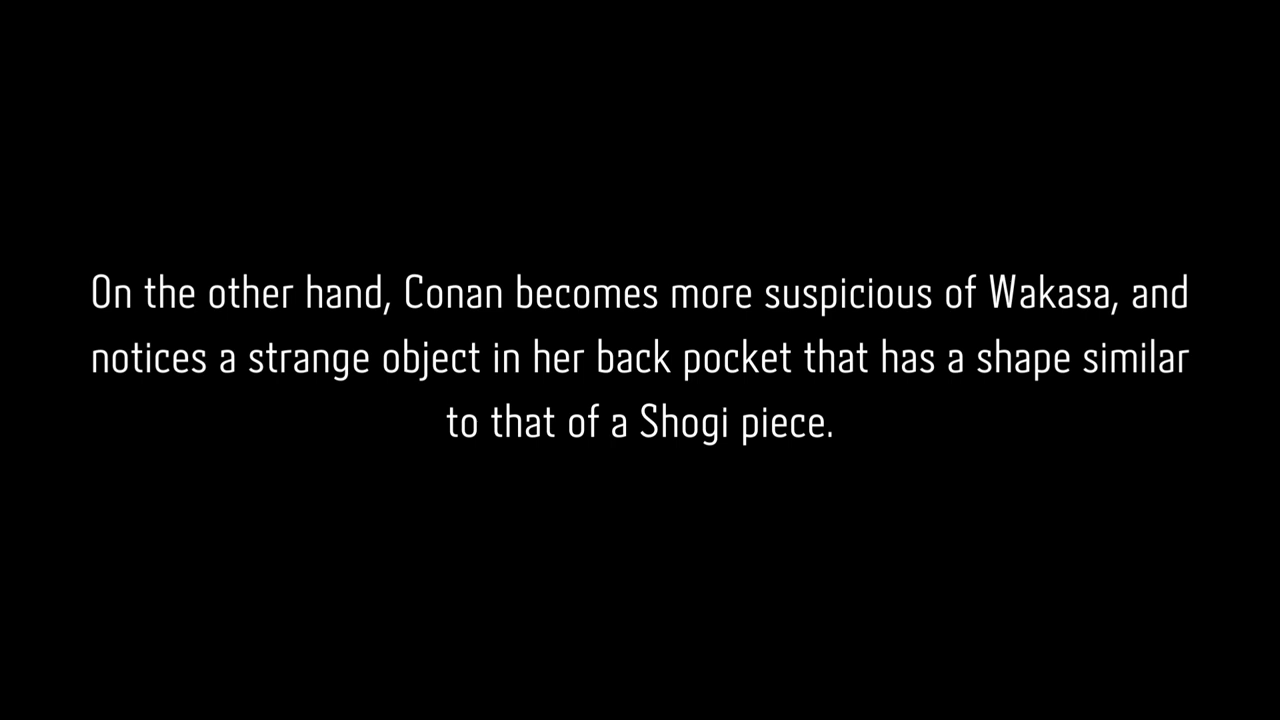 On the other hand, Conan becomes more suspicious of Wakasa, and
notices a strange object in her back pocket that has a shape similar
to that of a Shogi piece.